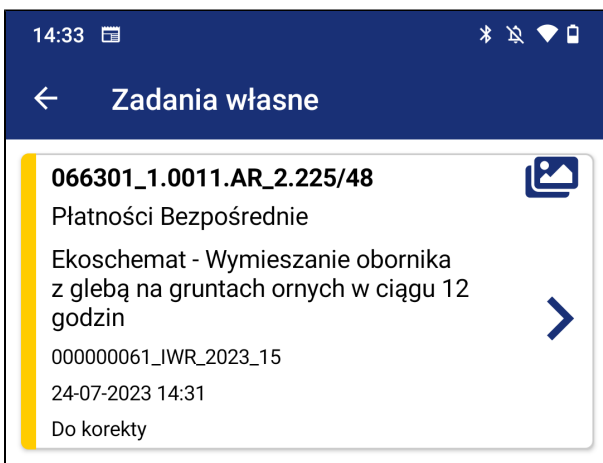 14:33
Zadania własne
066301_1.0011.AR_2.225/48
Płatności Bezpośrednie
Ekoschemat - Wymieszanie obornika
z glebą na gruntach ornych w ciągu 12
godzin
000000061_IWR_2023_15
24-07-2023 14:31
Do korekty